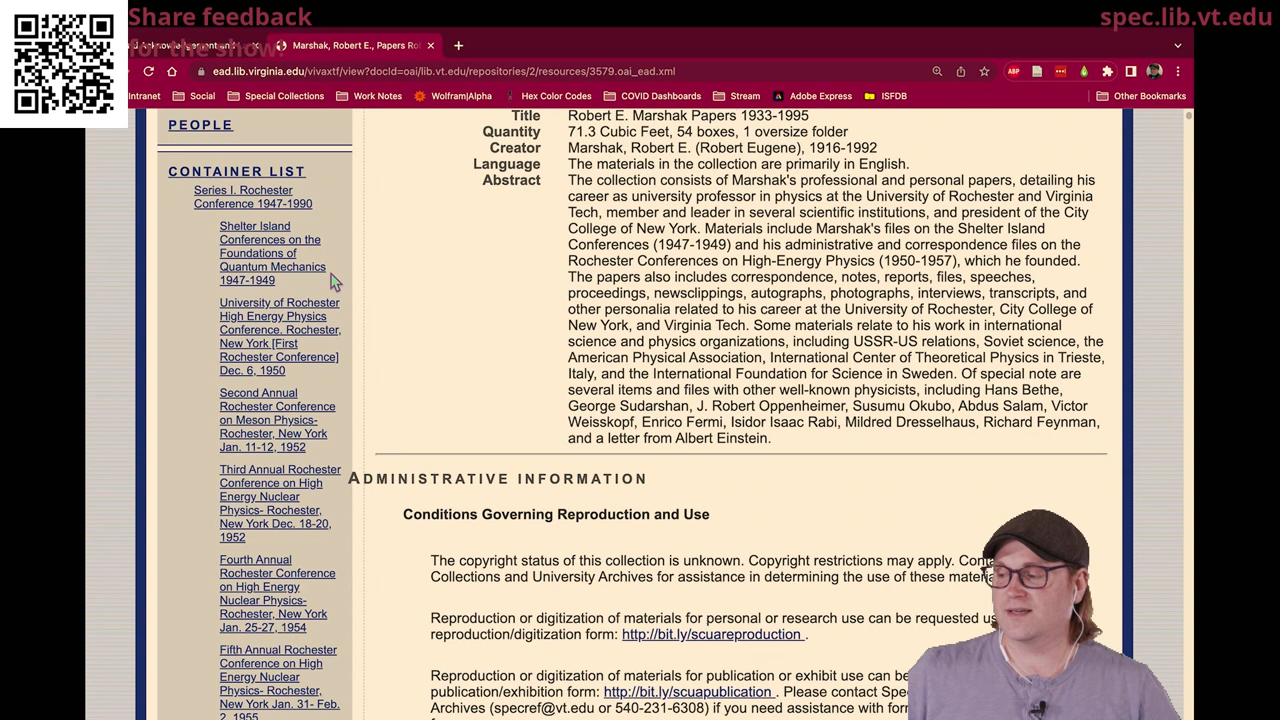 Share feedback
for the show!
spec.lib.vt.edu
Marshak, Robert E., Papers Ro
ead.lib.virginia.edu/vivaxtf/view?docId=oai/lib.vt.edu/repositories/2/resources/3579.oai_ead.xml
ABP
Intranet
Social
Special Collections
Work Notes
Wolfram|Alpha
Hex Color Codes
COVID Dashboards
Stream
Adobe Express
ISFDB
Other Bookmarks
PEOPLE
CONTAINER LIST
Series I. Rochester
Conference 1947-1990
Shelter Island
Conferences on the
Foundations of
Quantum Mechanics
1947-1949
University of Rochester
High Energy Physics
Conference. Rochester,
New York [First
Rochester Conference]
Dec. 6, 1950
Second Annual
Rochester Conference
on Meson Physics-
Rochester, New York
Jan. 11-12, 1952
Third Annual Rochester
Conference on High
Energy Nuclear
Physics- Rochester,
New York Dec. 18-20,
1952
Fourth Annual
Rochester Conference
on High Energy
Nuclear Physics-
Rochester, New York
Jan. 25-27, 1954
Fifth Annual Rochester
Conference on High
Energy Nuclear
Physics- Rochester,
New York Jan. 31- Feb.
2, 1955
Title Robert E. Marshak Papers 1933-1995
Quantity 71.3 Cubic Feet, 54 boxes, 1 oversize folder
Creator Marshak, Robert E. (Robert Eugene), 1916-1992
Language The materials in the collection are primarily in English.
Abstract The collection consists of Marshak's professional and personal papers, detailing his
career as university professor in physics at the University of Rochester and Virginia
Tech, member and leader in several scientific institutions, and president of the City
College of New York. Materials include Marshak's files on the Shelter Island
Conferences (1947-1949) and his administrative and correspondence files on the
Rochester Conferences on High-Energy Physics (1950-1957), which he founded.
The papers also includes correspondence, notes, reports, files, speeches,
proceedings, newsclippings, autographs, photographs, interviews, transcripts, and
other personalia related to his career at the University of Rochester, City College of
New York, and Virginia Tech. Some materials relate to his work in international
science and physics organizations, including USSR-US relations, Soviet science, the
American Physical Association, International Center of Theoretical Physics in Trieste,
Italy, and the International Foundation for Science in Sweden. Of special note are
several items and files with other well-known physicists, including Hans Bethe,
George Sudarshan, J. Robert Oppenheimer, Susumu Okubo, Abdus Salam, Victor
Weisskopf, Enrico Fermi, Isidor Isaac Rabi, Mildred Dresselhaus, Richard Feynman,
and a letter from Albert Einstein.
ADMINISTRATIVE INFORMATION
Conditions Governing Reproduction and Use
The copyright status of this collection is unknown. Copyright restrictions may apply. Cont
Collections and University Archives for assistance in determining the use of these materia
Reproduction or digitization of materials for personal or research use can be requested us
reproduction/digitization form: http://bit.ly/scuareproduction .
Reproduction or digitization of materials for publication or exhibit use can be
publication/exhibition form: http://bit.ly/scuapublication . Please contact Spec
Archives (specref@vt.edu or 540-231-6308) if you need assistance with form